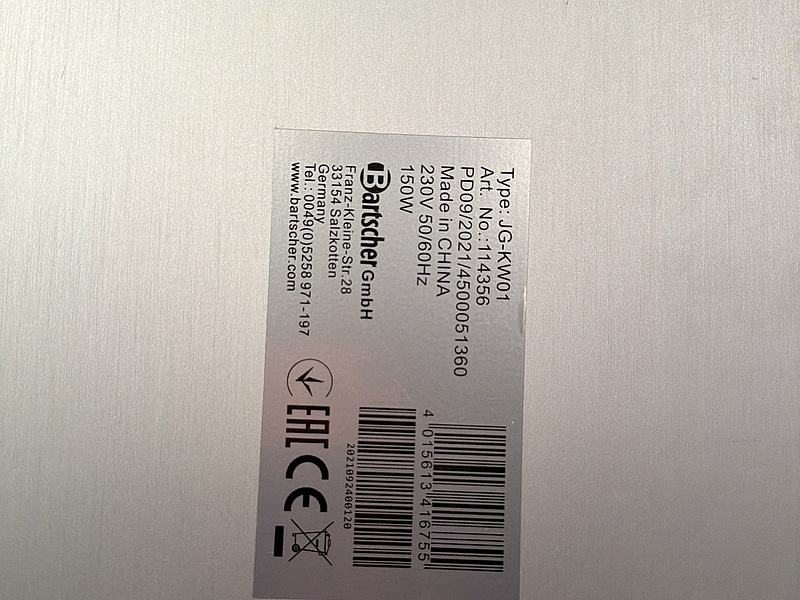 Type: JG-KW01
Art. No.:114356
PD09/2021/4500051360
Made in CHINA
230V 50/60Hz
150W
Bartscher GmbH
Franz-Kleine-Str.28
33154 Salzkotten
Germany
Tel.: 0049(0)5258 971-197
www.bartscher.com
4 015613 416755
2021092400120
EAC CE